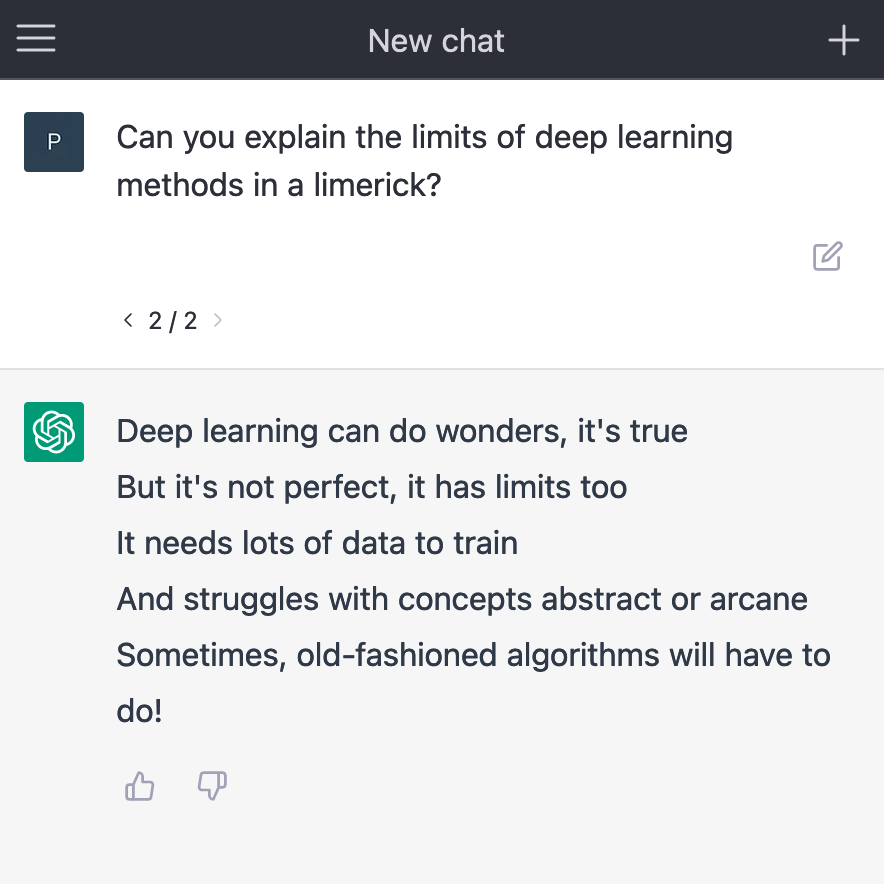 New chat
P
Can you explain the limits of deep learning
methods in a limerick?
2 / 2
Deep learning can do wonders, it's true
But it's not perfect, it has limits too
It needs lots of data to train
And struggles with concepts abstract or arcane
Sometimes, old-fashioned algorithms will have to
do!